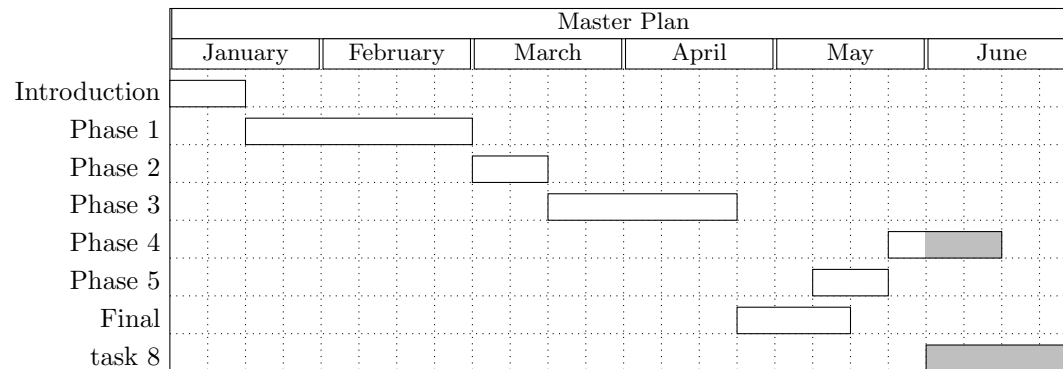 Master Plan
January February March April May June
Introduction
Phase 1
Phase 2
Phase 3
Phase 4
Phase 5
Final
task 8